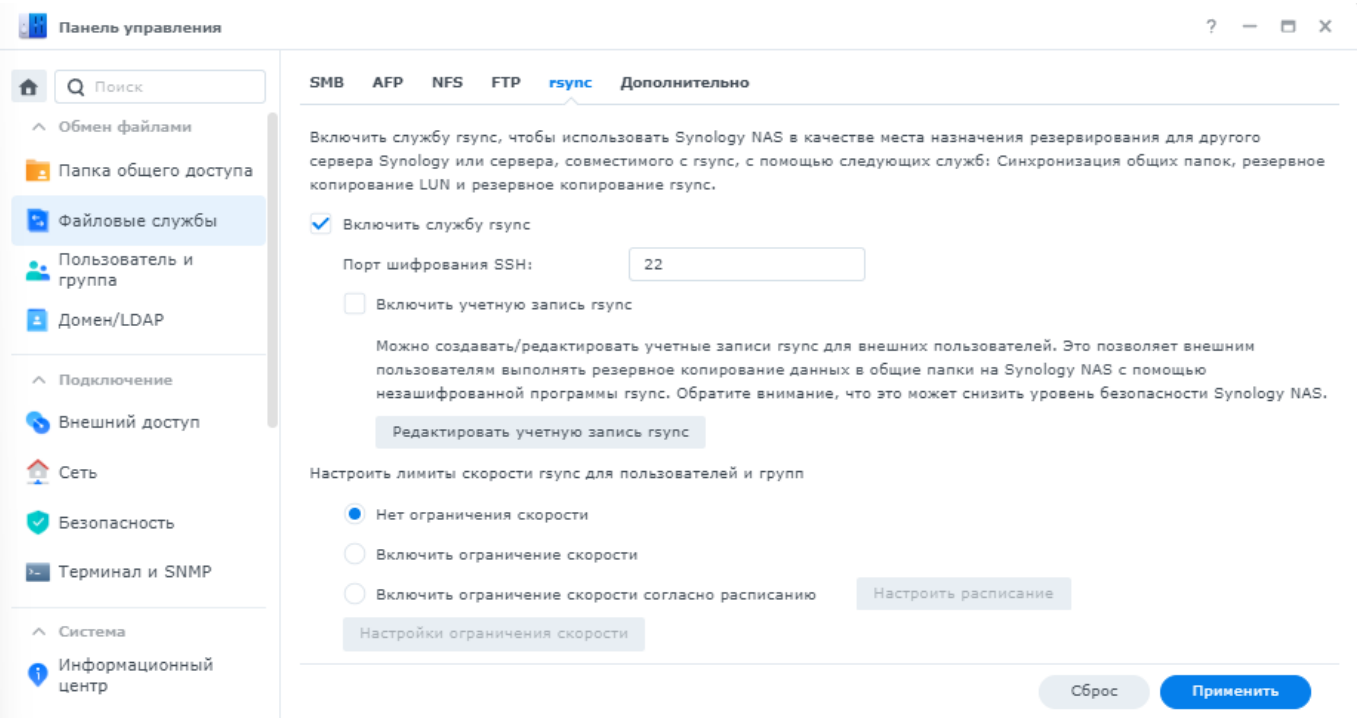 Панель управления
?
Поиск
Обмен файлами
Папка общего доступа
Файловые службы
Пользователь и
группа
Домен/LDAP
Подключение
Внешний доступ
Сеть
Безопасность
Терминал и SNMP
Система
Информационный
центр
SMB AFP NFS FTP rsync Дополнительно
Включить службу rsync, чтобы использовать Synology NAS в качестве места назначения резервирования для другого
сервера Synology или сервера, совместимого с rsync, с помощью следующих служб: Синхронизация общих папок, резервное
копирование LUN и резервное копирование rsync.
Включить службу rsync
Порт шифрования SSH: 22
Включить учетную запись rsync
Можно создавать/редактировать учетные записи rsync для внешних пользователей. Это позволяет внешним
пользователям выполнять резервное копирование данных в общие папки на Synology NAS с помощью
незашифрованной программы rsync. Обратите внимание, что это может снизить уровень безопасности Synology NAS.
Редактировать учетную запись rsync
Настроить лимиты скорости rsync для пользователей и групп
Нет ограничения скорости
Включить ограничение скорости
Включить ограничение скорости согласно расписанию Настроить расписание
Настройки ограничения скорости
Сброс Применить